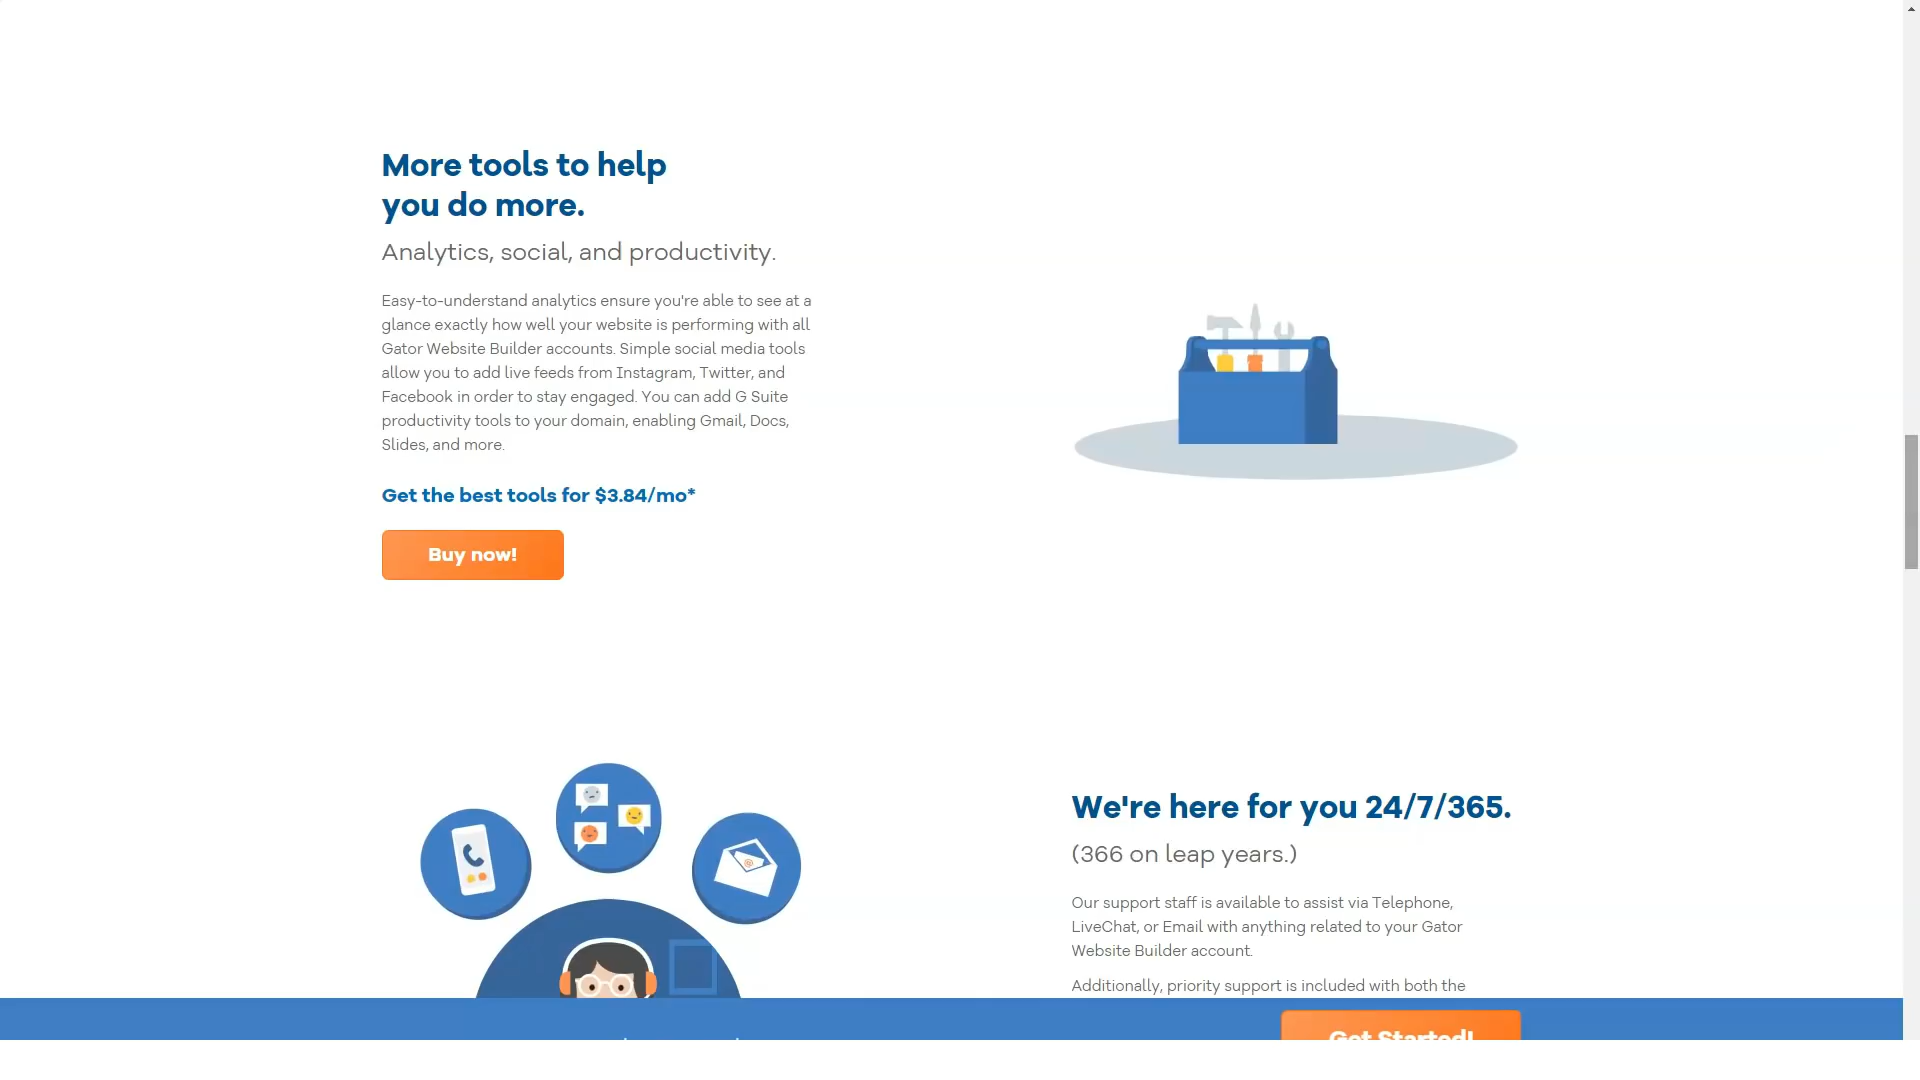 More tools to help
you do more.
Analytics, social, and productivity.
Easy-to-understand analytics ensure you're able to see at a
glance exactly how well your website is performing with all
Gator Website Builder accounts. Simple social media tools
allow you to add live feeds from Instagram, Twitter, and
Facebook in order to stay engaged. You can add G Suite
productivity tools to your domain, enabling Gmail, Docs,
Slides, and more.
Get the best tools for $3.84/mo*
Buy now!
We're here for you 24/7/365.
(366 on leap years.)
Our support staff is available to assist via Telephone,
LiveChat, or Email with anything related to your Gator
Website Builder account.
Additionally, priority support is included with both the
Get Started!